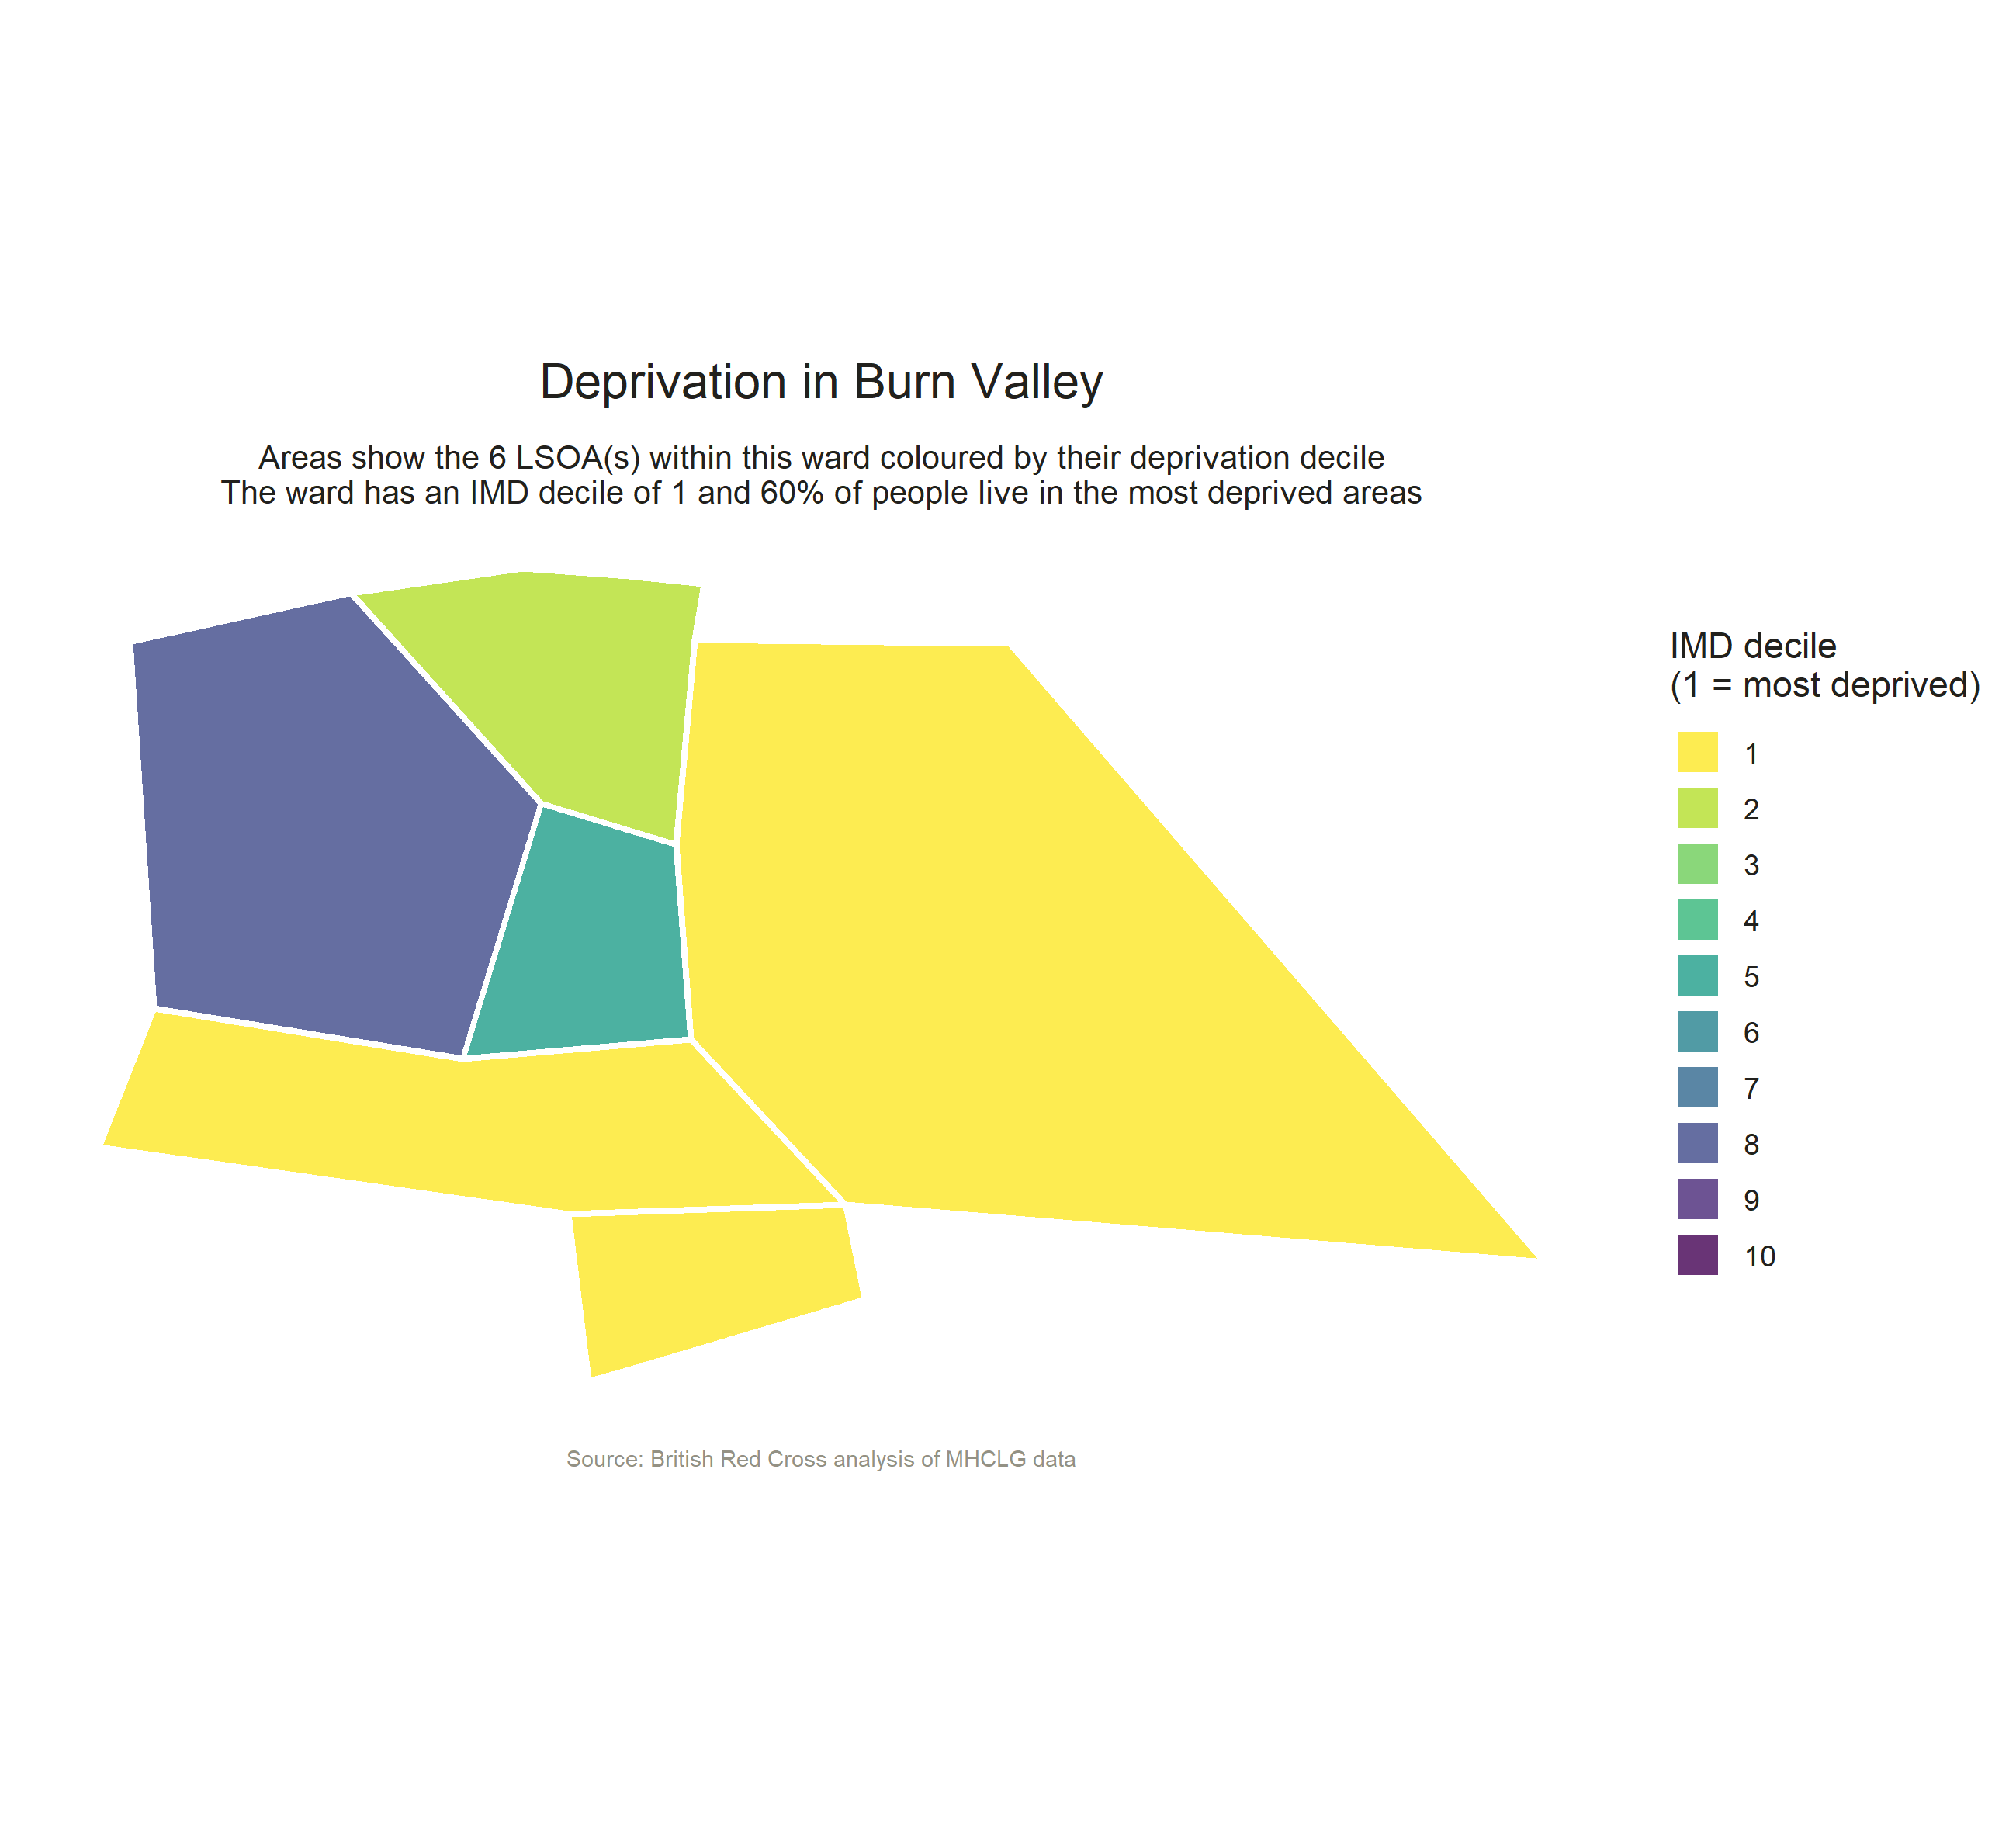 Deprivation in Burn Valley
Areas show the 6 LSOA(s) within this ward coloured by their deprivation decile
The ward has an IMD decile of 1 and 60% of people live in the most deprived areas
IMD decile
(1 = most deprived)
1
2
3
4
5
6
7
8
9
10
Source: British Red Cross analysis of MHCLG data